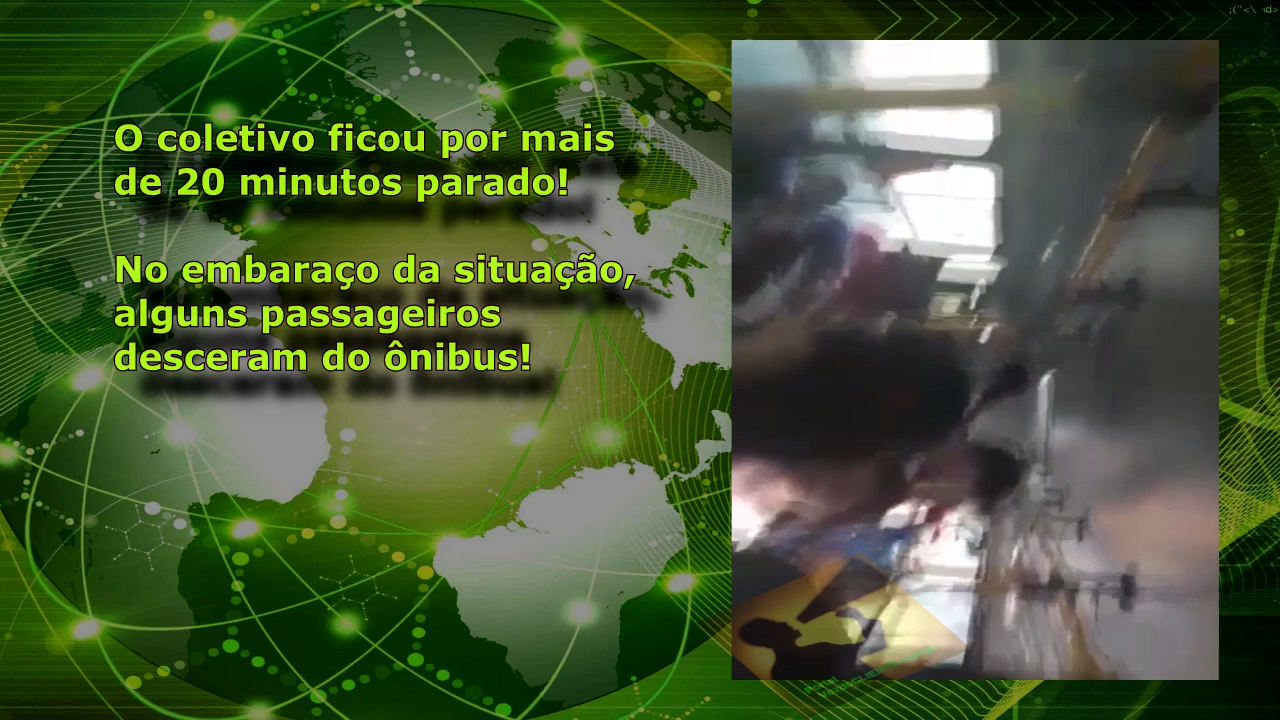 O coletivo ficou por mais
de 20 minutos parado!
No embaraço da situação,
alguns passageiros
desceram do ônibus!